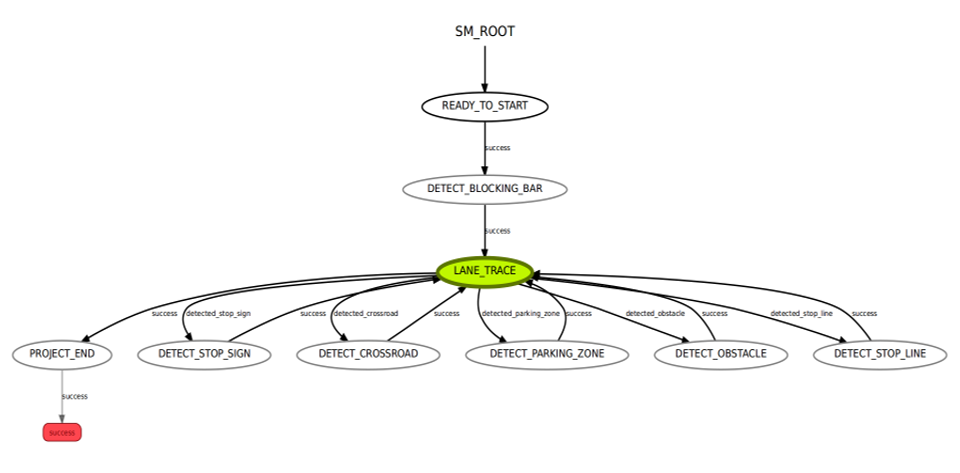 SM_ROOT
READY_TO_START
success
DETECT_BLOCKING_BAR
success
LANE_TRACE
success
detected_stop_sign
success
detected_crossroad
success
detected_parking_zone
success
detected_obstacle
success
detected_stop_line
success
PROJECT_END
DETECT_STOP_SIGN
DETECT_CROSSROAD
DETECT_PARKING_ZONE
DETECT_OBSTACLE
DETECT_STOP_LINE
success
success